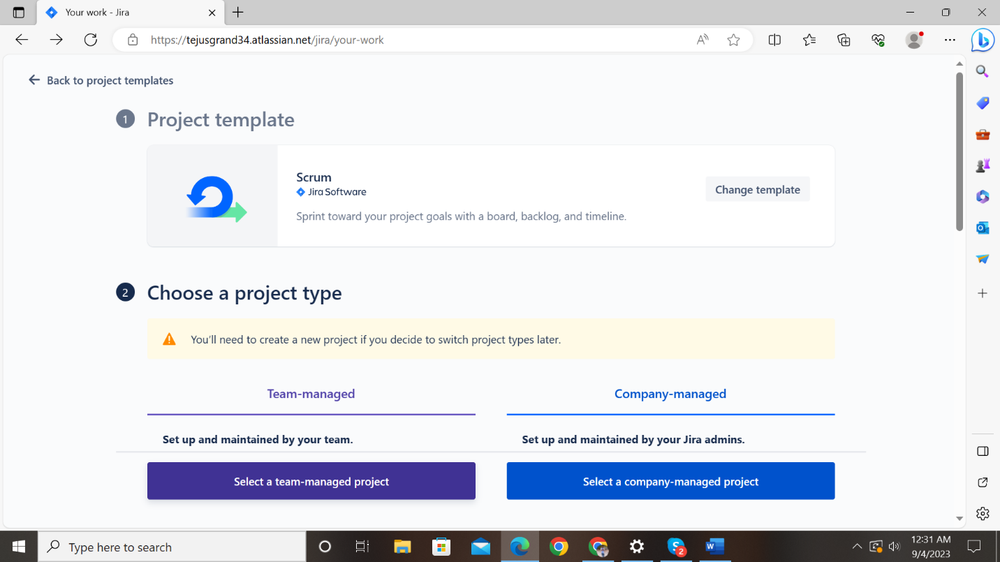 Your work - Jira
https://tejusgrand34.atlassian.net/jira/your-work
Back to project templates
1 Project template
Scrum
Jira Software
Sprint toward your project goals with a board, backlog, and timeline.
Change template
2 Choose a project type
You'll need to create a new project if you decide to switch project types later.
Team-managed
Company-managed
Set up and maintained by your team.
Set up and maintained by your Jira admins.
Select a team-managed project
Select a company-managed project
Type here to search
2
12:31 AM
9/4/2023